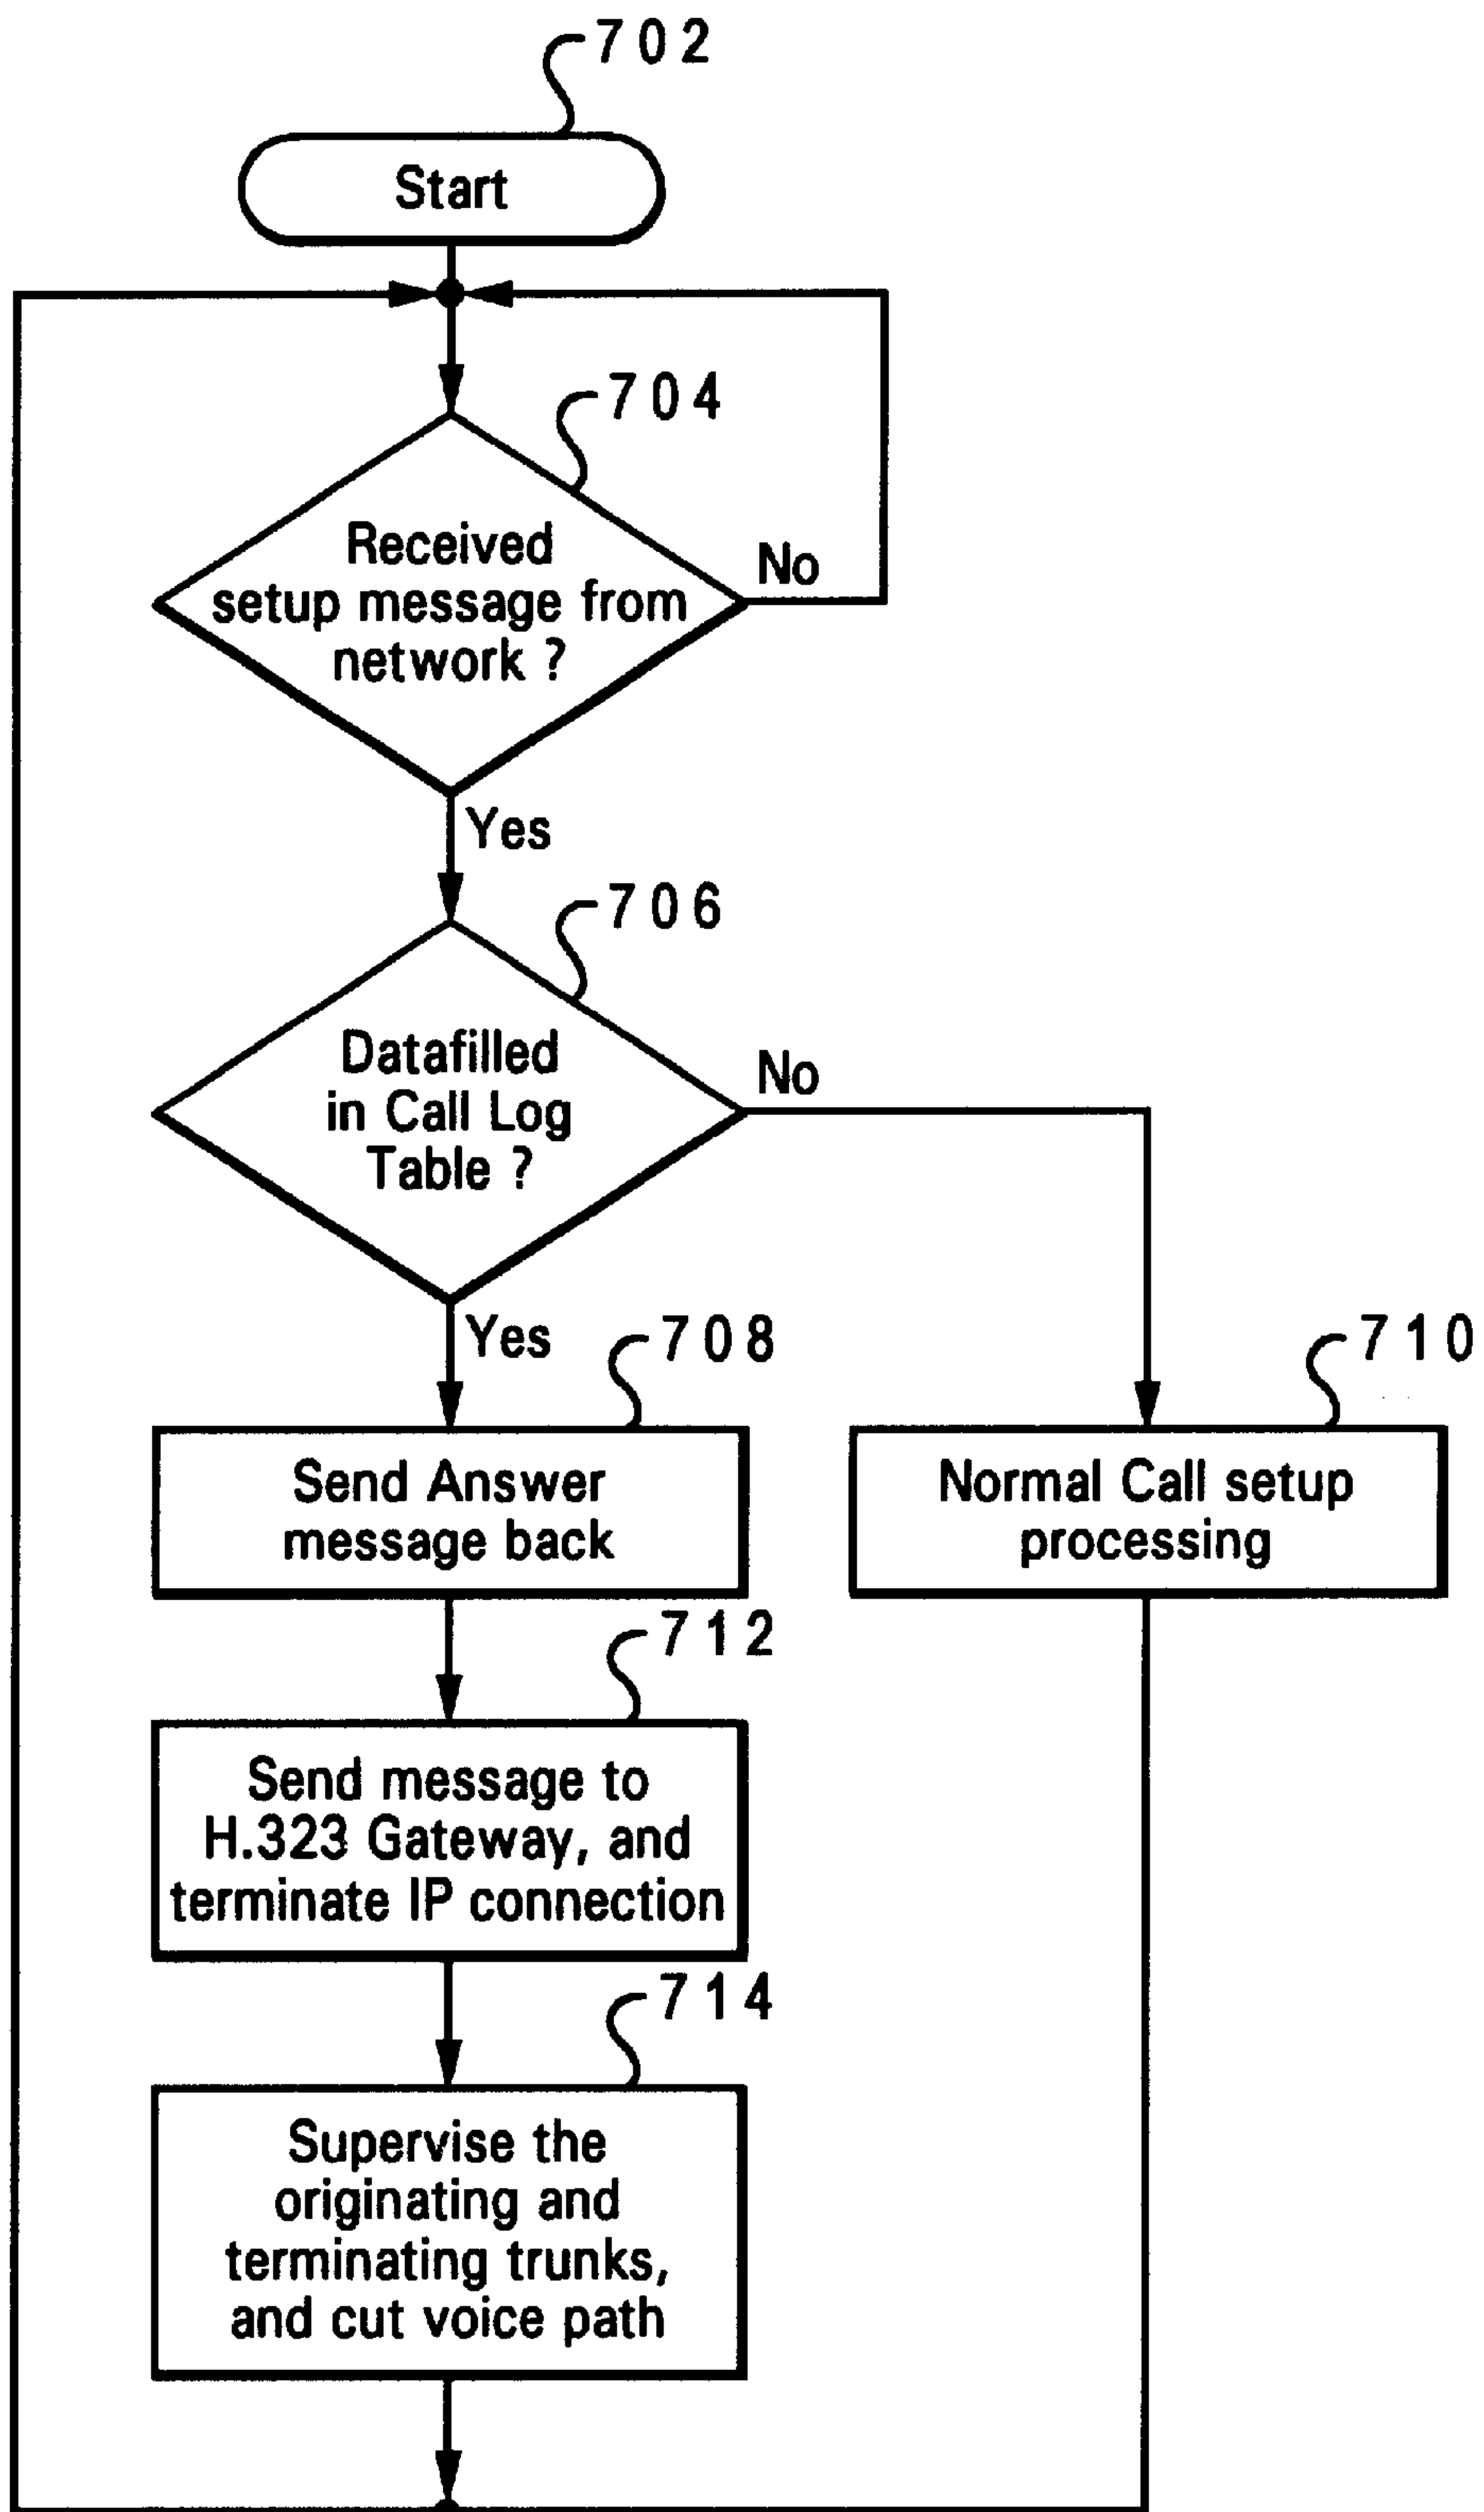 702
Start
704
Received
setup message from
network ?
No
Yes
706
Datafilled
in Call Log
Table ?
No
Yes
708
Send Answer
message back
710
Normal Call setup
processing
712
Send message to
H.323 Gateway, and
terminate IP connection
714
Supervise the
originating and
terminating trunks,
and cut voice path